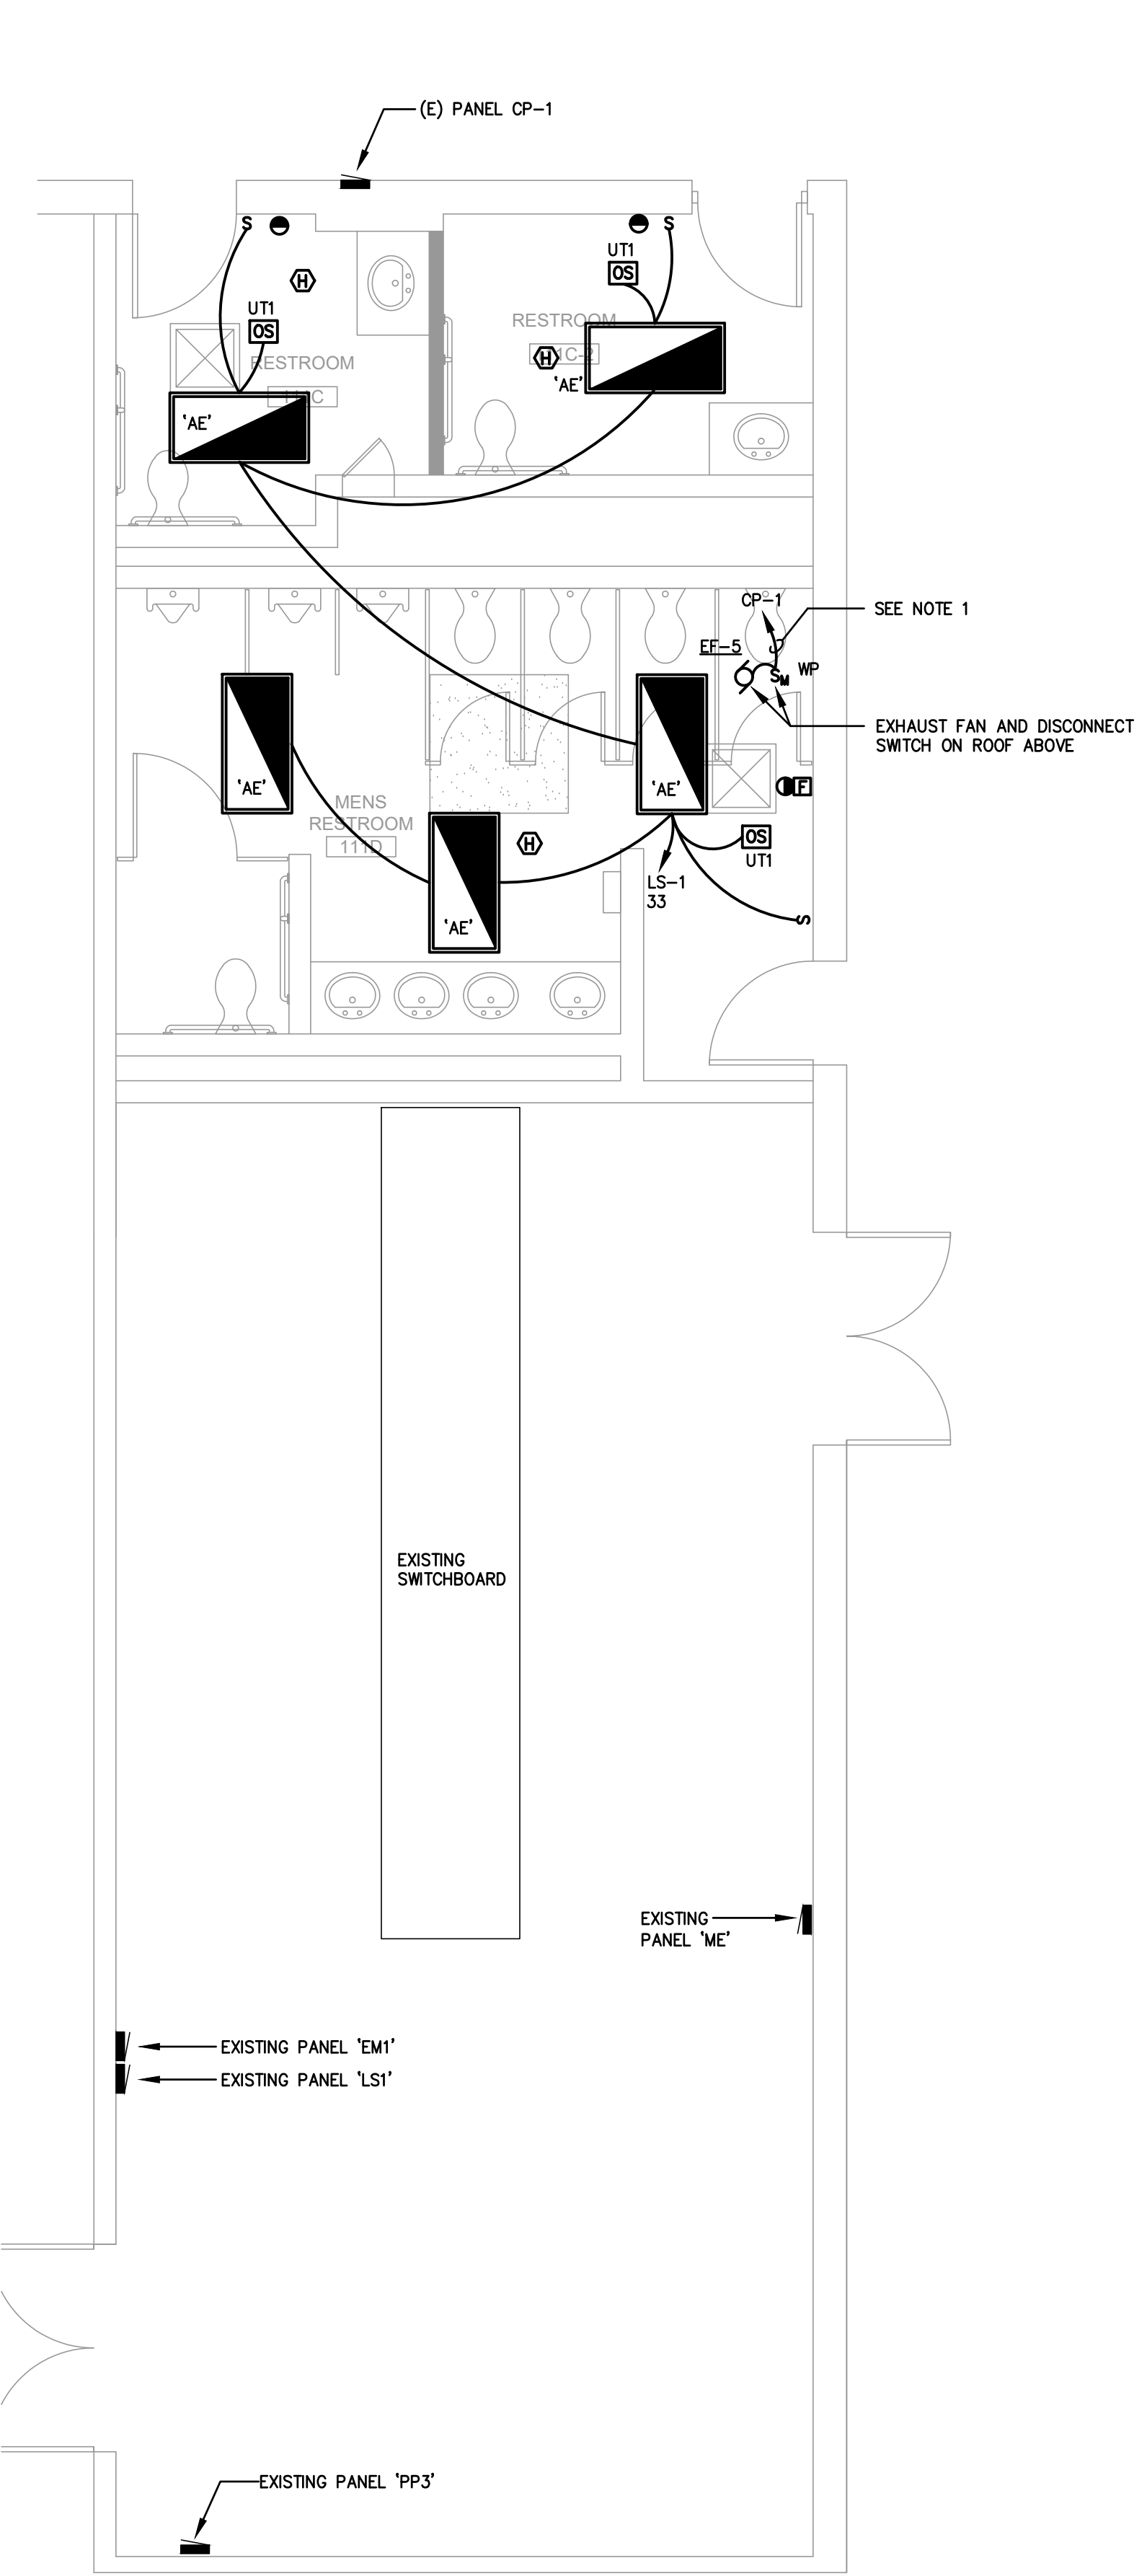 (E) PANEL CP-1
S
S
UT1
OS
H
UT1
OS
RESTROOM
H
'AE'
RESTROOM
'AE'
CP-1
SEE NOTE 1
EF-5
SM
WP
EXHAUST FAN AND DISCONNECT
SWITCH ON ROOF ABOVE
'AE'
'AE'
F
MENS
RESTROOM
111D
H
OS
UT1
LS-1
33
'AE'
S
EXISTING
SWITCHBOARD
EXISTING
PANEL 'ME'
EXISTING PANEL 'EM1'
EXISTING PANEL 'LS1'
EXISTING PANEL 'PP3'